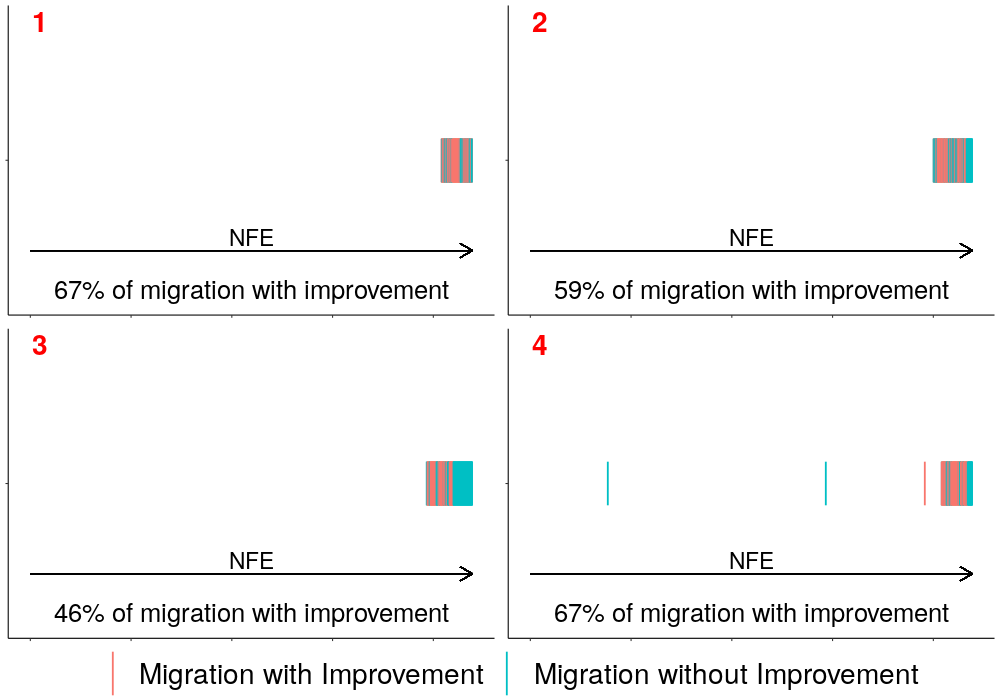 1
NFE
67% of migration with improvement
2
NFE
59% of migration with improvement
3
NFE
46% of migration with improvement
4
NFE
67% of migration with improvement
Migration with Improvement
Migration without Improvement